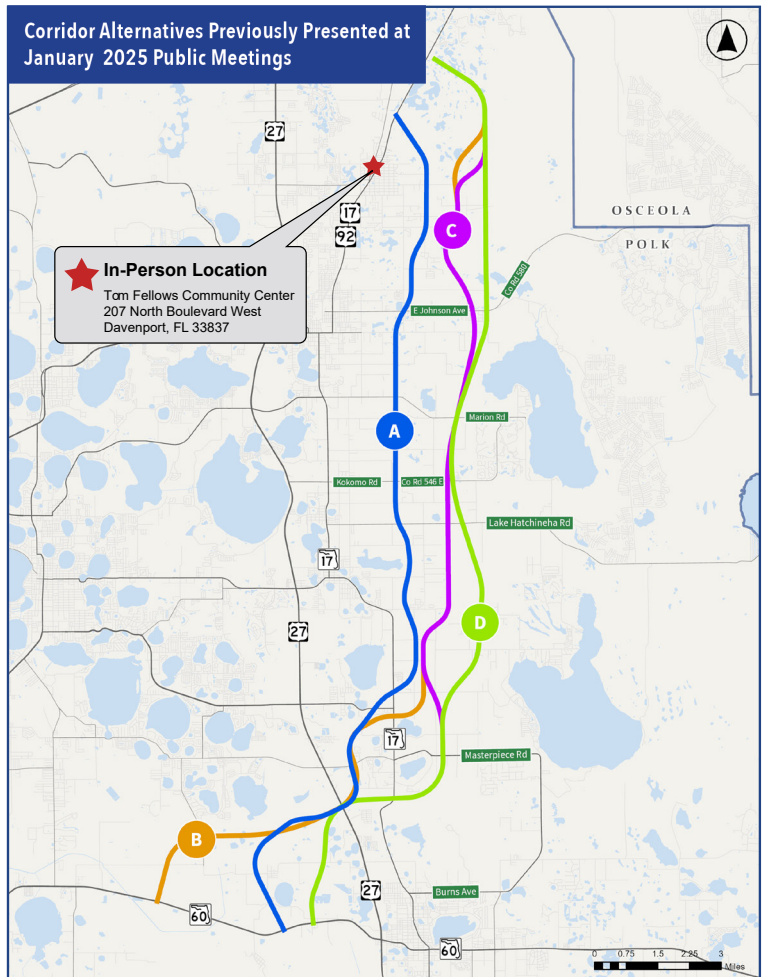 Corridor Alternatives Previously Presented at
January 2025 Public Meetings
27
17
92
C
OSCEOLA
POLK
Co Rd 580
In-Person Location
Tom Fellows Community Center
207 North Boulevard West
Davenport, FL 33837
E Johnson Ave
Marion Rd
A
Kokomo Rd
Co Rd 546 E
Lake Hatchineha Rd
17
27
D
17
Masterpiece Rd
B
27
Burns Ave
60
60
0 0.75 1.5 2.25 3
Miles